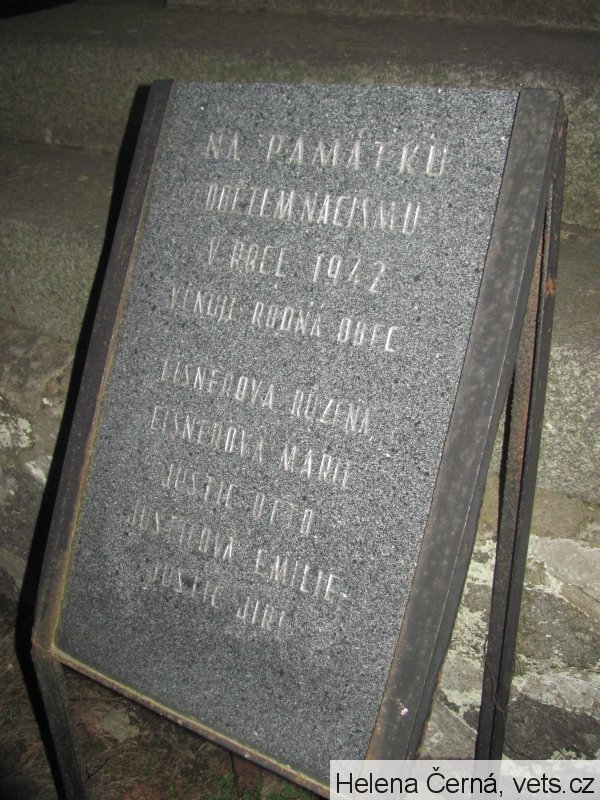 NA PAMÁTKU
OBĚTEM NACISMU
V ROCE 1942
VĚNUJE RODNÁ OBEC
EISNEROVÁ RŮŽENA
EISNEROVÁ MARIE
JUSTIC OTTO
JUSTICOVÁ EMILIE
JUSTIC JIŘÍ
Helena Černá, vets.cz